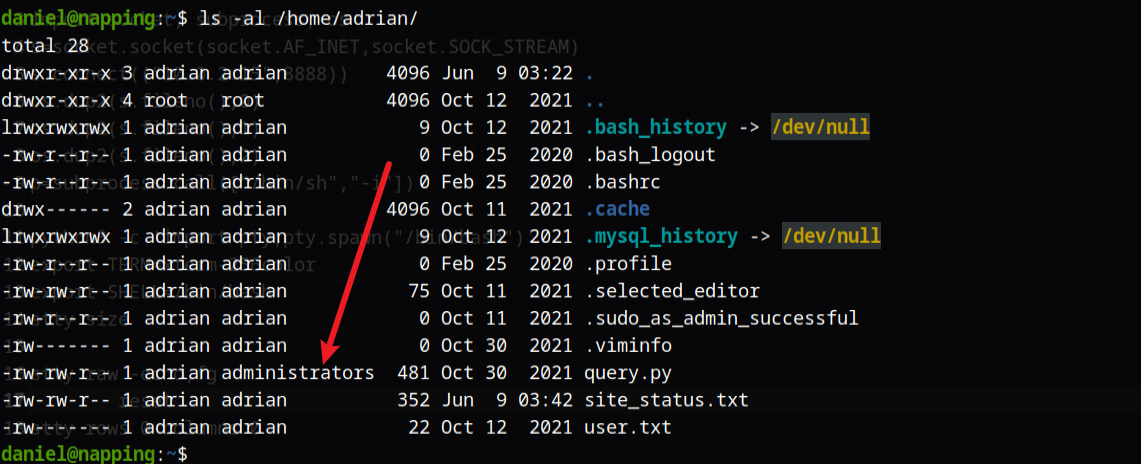 daniel@napping:~$ ls -al /home/adrian/
total 28
drwxr-xr-x 3 adrian adrian 4096 Jun 9 03:22 .
drwxr-xr-x 4 root root 4096 Oct 12 2021 ..
lrwxrwxrwx 1 adrian adrian 9 Oct 12 2021 .bash_history -> /dev/null
-rw-r--r-- 1 adrian adrian 0 Feb 25 2020 .bash_logout
-rw-r--r-- 1 adrian adrian 0 Feb 25 2020 .bashrc
drwx------ 2 adrian adrian 4096 Oct 11 2021 .cache
lrwxrwxrwx 1 adrian adrian 9 Oct 12 2021 .mysql_history -> /dev/null
-rw-r--r-- 1 adrian adrian 0 Feb 25 2020 .profile
-rw-rw-r-- 1 adrian adrian 75 Oct 11 2021 .selected_editor
-rw-r--r-- 1 adrian adrian 0 Oct 11 2021 .sudo_as_admin_successful
-rw------- 1 adrian adrian 0 Oct 30 2021 .viminfo
-rw-rw-r-- 1 adrian administrators 481 Oct 30 2021 query.py
-rw-rw-r-- 1 adrian adrian 352 Jun 9 03:42 site_status.txt
-rw------- 1 adrian adrian 22 Oct 12 2021 user.txt
daniel@napping:~$